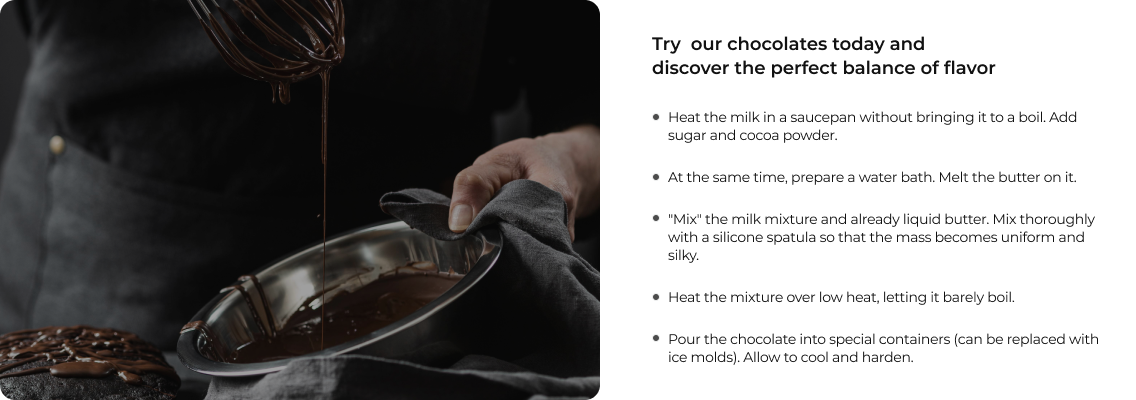 Try  our chocolates today and
discover the perfect balance of flavor
Heat the milk in a saucepan without bringing it to a boil. Add
sugar and cocoa powder.
At the same time, prepare a water bath. Melt the butter on it.
"Mix" the milk mixture and already liquid butter. Mix thoroughly
with a silicone spatula so that the mass becomes uniform and
silky.
Heat the mixture over low heat, letting it barely boil.
Pour the chocolate into special containers (can be replaced with
ice molds). Allow to cool and harden.